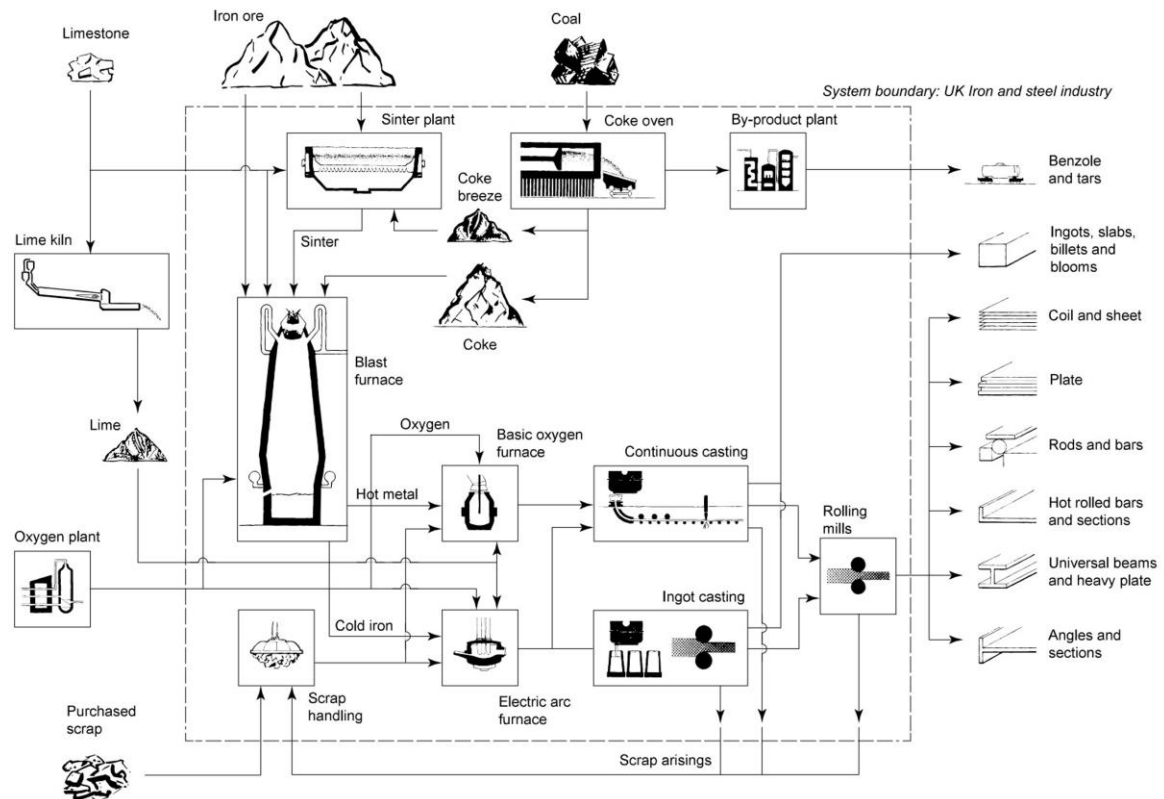 Iron ore
Coal
Limestone
System boundary: UK Iron and steel industry
Sinter plant
Coke oven
By-product plant
Benzole
and tars
Coke
breeze
Ingots, slabs,
billets and
blooms
Lime kiln
Sinter
Coil and sheet
Coke
Blast
furnace
Plate
Lime
Oxygen
Basic oxygen
furnace
Continuous casting
Rods and bars
Hot metal
Rolling
mills
Hot rolled bars
and sections
Oxygen plant
Universal beams
and heavy plate
Ingot casting
Cold iron
Angles and
sections
Scrap
handling
Electric arc
furnace
Purchased
scrap
Scrap arisings